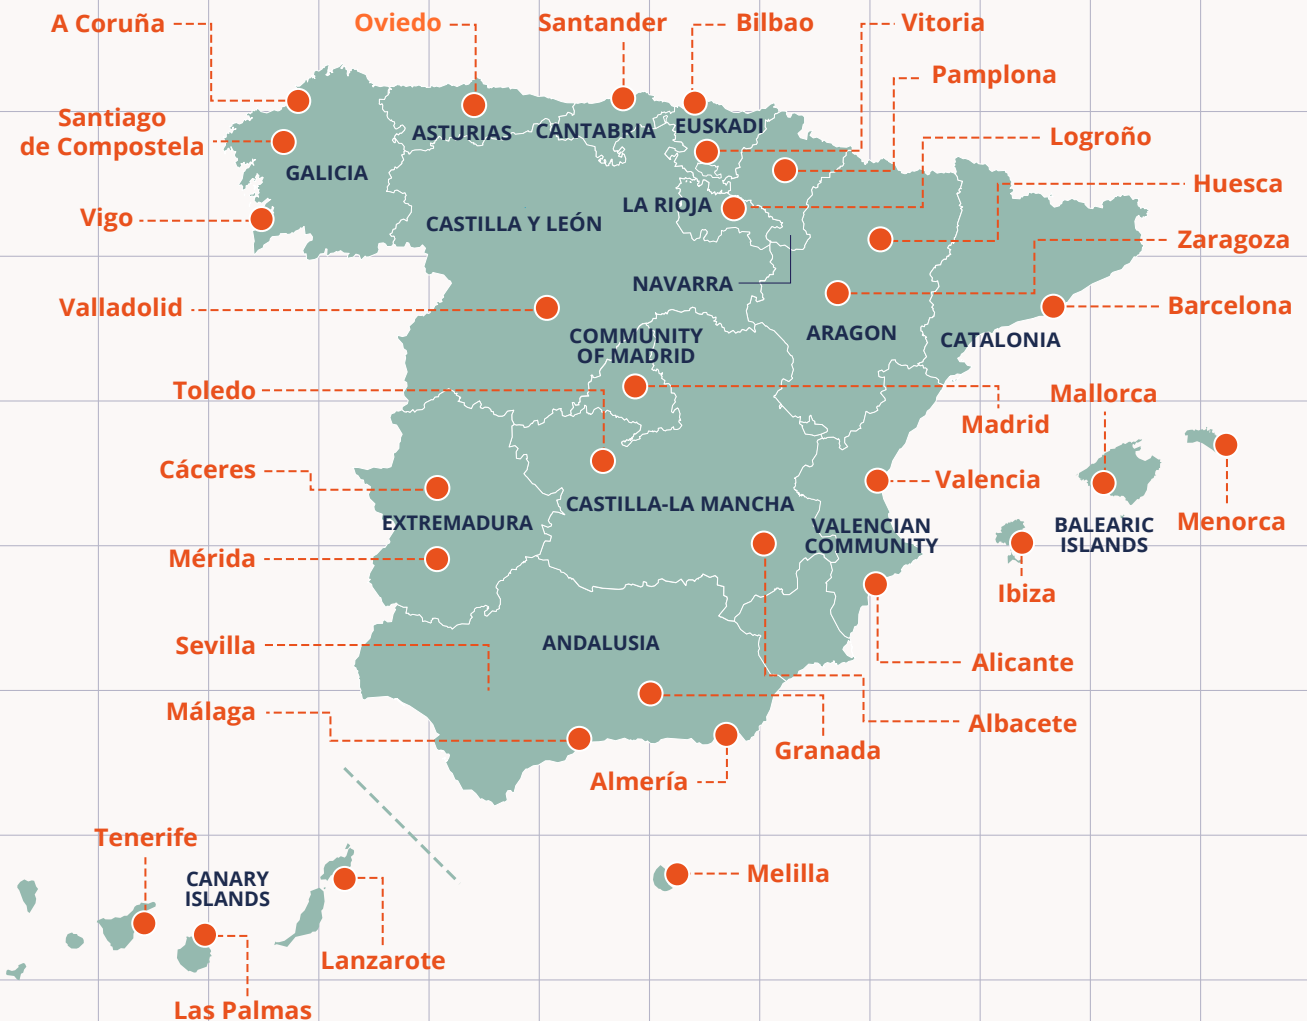 A Coruña
Oviedo
Santander
Bilbao
Vitoria
Pamplona
Santiago
de Compostela
ASTURIAS
CANTABRIA
EUSKADI
Logroño
GALICIA
Huesca
Vigo
CASTILLA Y LEÓN
LA RIOJA
Zaragoza
NAVARRA
Valladolid
Barcelona
COMMUNITY
OF MADRID
ARAGON
CATALONIA
Toledo
Mallorca
Madrid
Cáceres
Valencia
CASTILLA-LA MANCHA
EXTREMADURA
VALENCIAN
COMMUNITY
BALEARIC
ISLANDS
Menorca
Mérida
Ibiza
Sevilla
ANDALUSIA
Alicante
Málaga
Albacete
Granada
Almería
Tenerife
CANARY
ISLANDS
Melilla
Lanzarote
Las Palmas